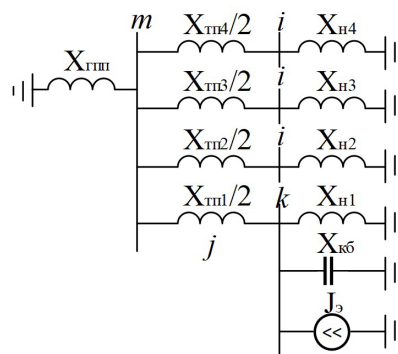 m
i
Xтп4/2
Xн4
Xгпп
i
Xтп3/2
Xн3
i
Xтп2/2
Xн2
Xтп1/2
k
Xн1
j
Xкб
Jэ
<<